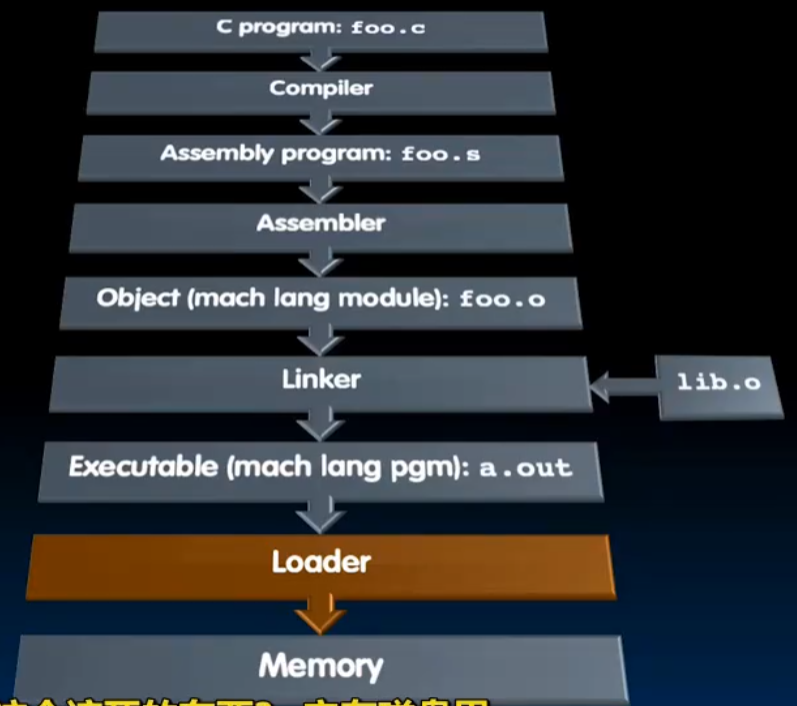 C program: foo.c
Compiler
Assembly program: foo.s
Assembler
Object (mach lang module): foo.o
Linker
lib.o
Executable (mach lang pgm): a.out
Loader
Memory